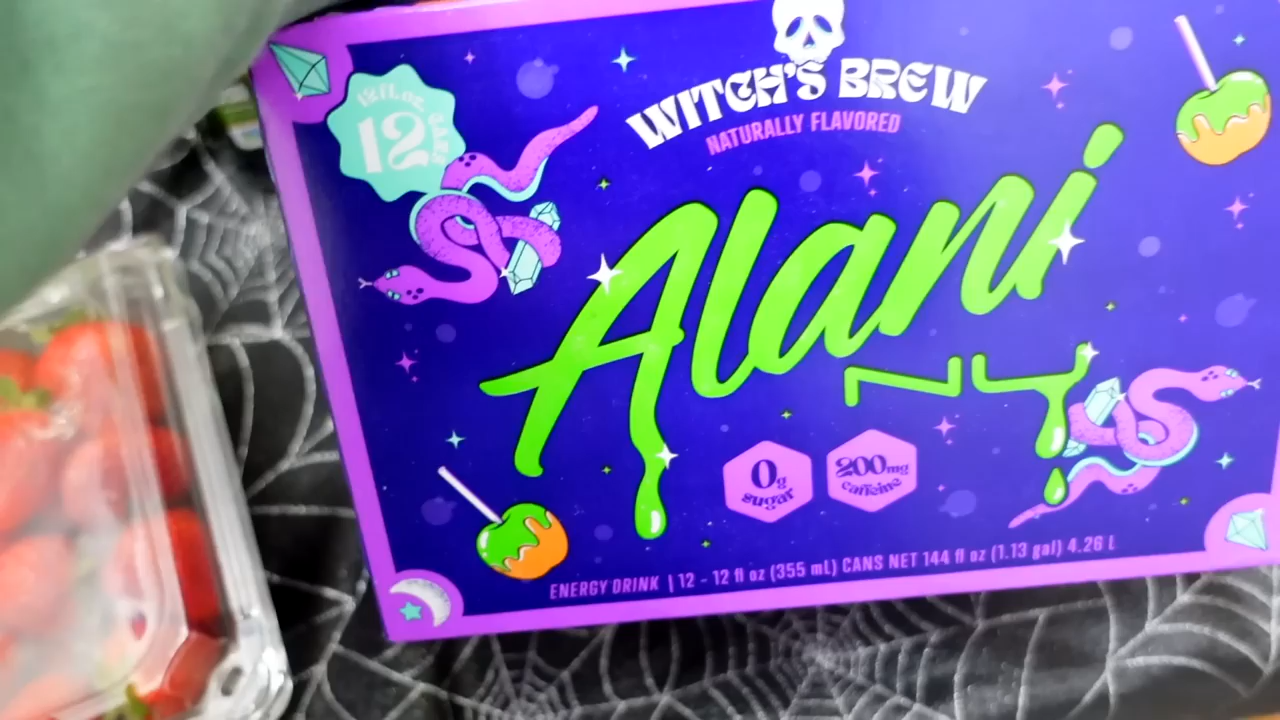 WITCH'S BREW
NATURALLY FLAVORED
12 fl. oz.
12
CANS
Alani
NU
0g
sugar
200mg
caffeine
ENERGY DRINK | 12 - 12 fl oz (355 mL) CANS NET 144 fl oz (1.13 gal) 4.26 L